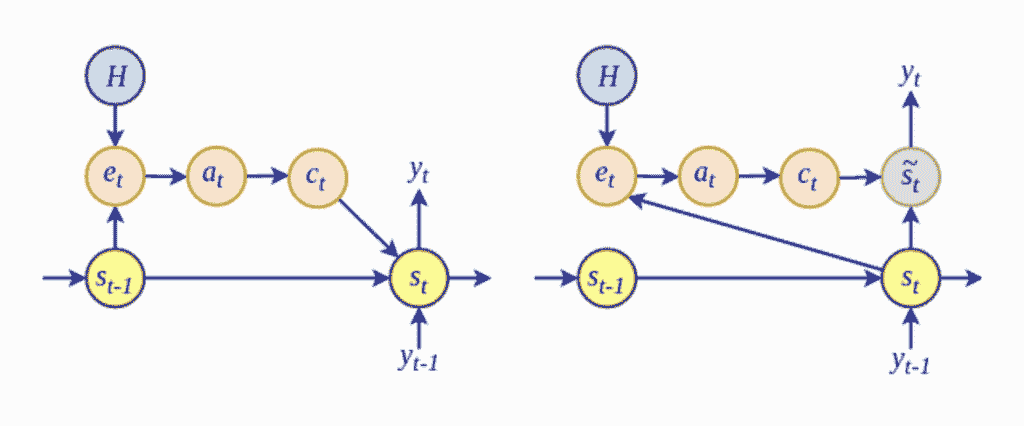 H
H
y_t
e_t a_t c_t y_t
e_t a_t c_t s̃_t
s_{t-1} s_t
s_{t-1} s_t
y_{t-1}
y_{t-1}